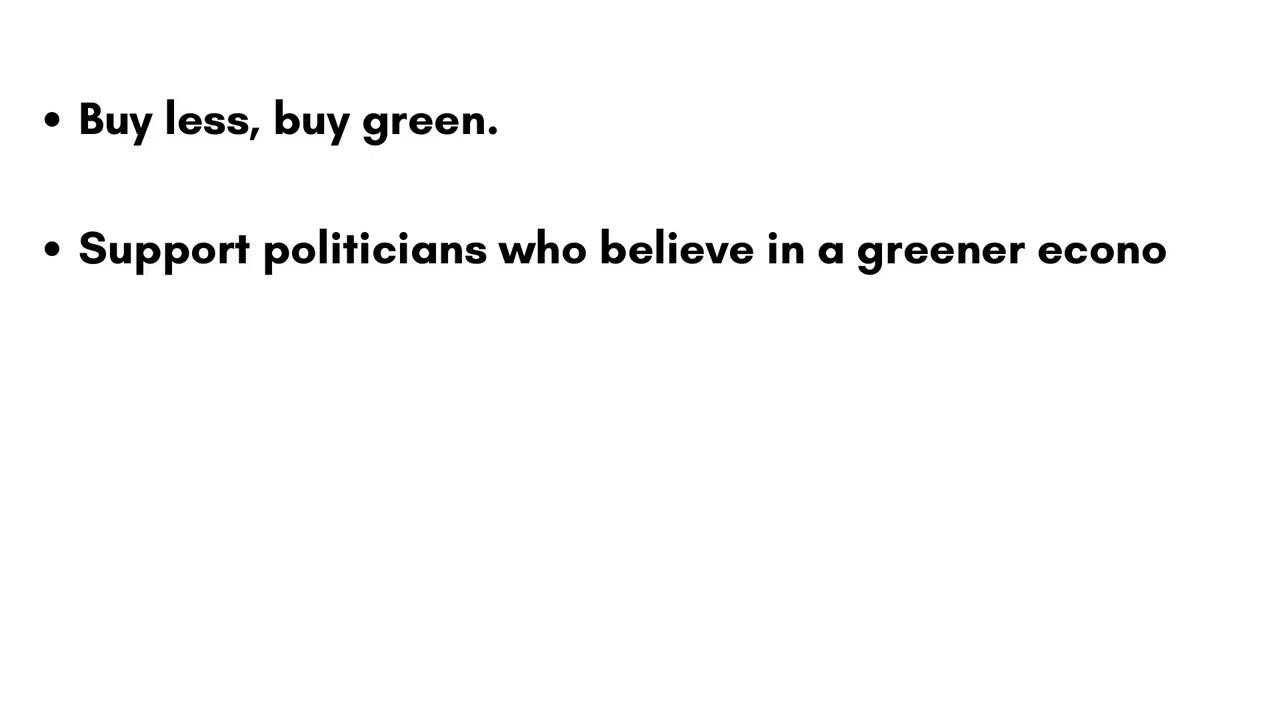 • Buy less, buy green.
• Support politicians who believe in a greener econo